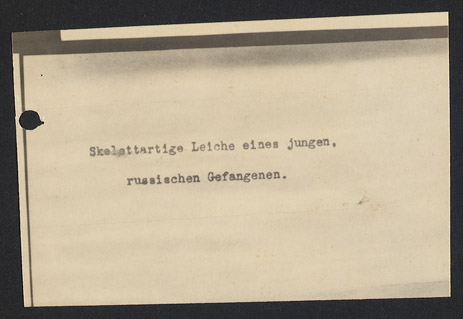 Skelettartige Leiche eines jungen,
russischen Gefangenen.